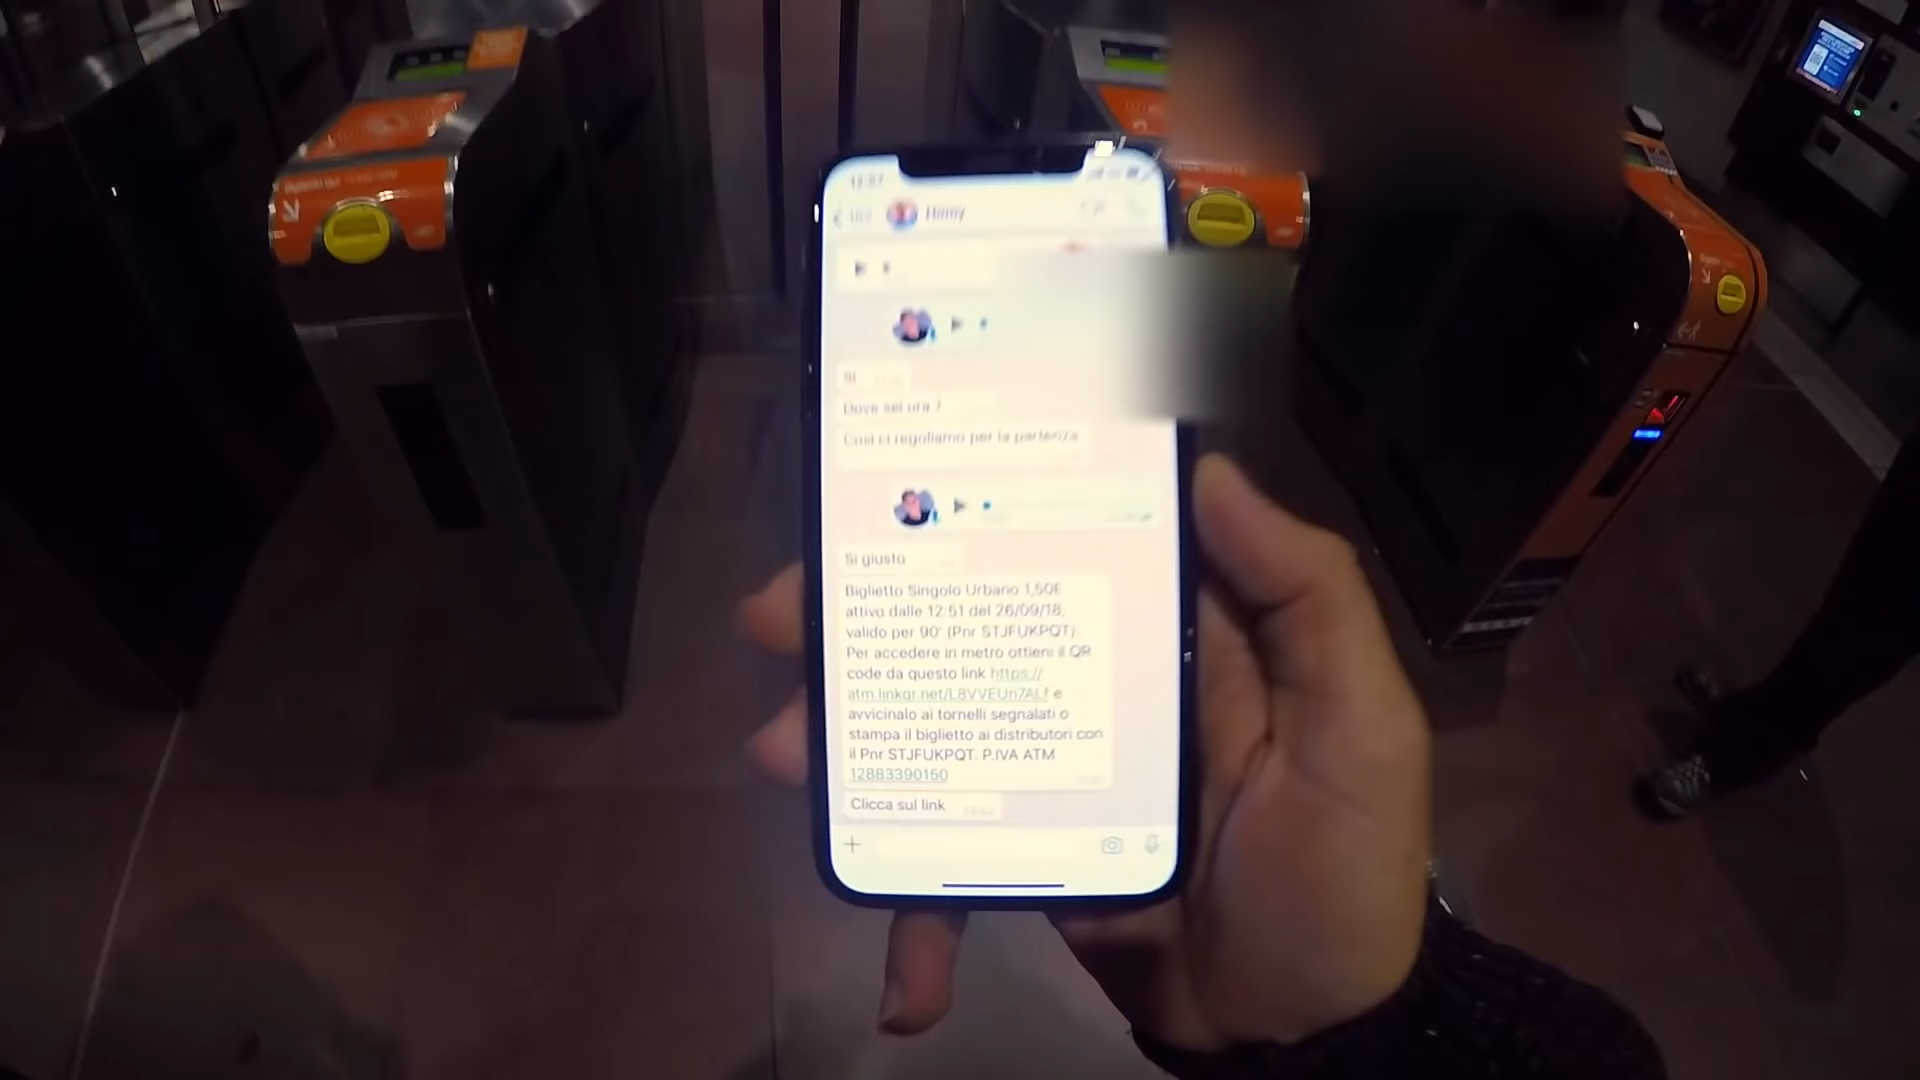 Si
Dove sei ora ?
Così ci regoliamo per la partenza
Si giusto
Biglietto Singolo Urbano 1,50E
attivo dalle 12:51 del 26/09/18,
valido per 90' (Pnr STJFUKPQT).
Per accedere in metro ottieni il QR
code da questo link https://
atm.linkqr.net/L8VVEUn7ALf e
avvicinalo ai tornelli segnalati o
stampa il biglietto ai distributori con
il Pnr STJFUKPQT. P.IVA ATM
12883390150
Clicca sul link